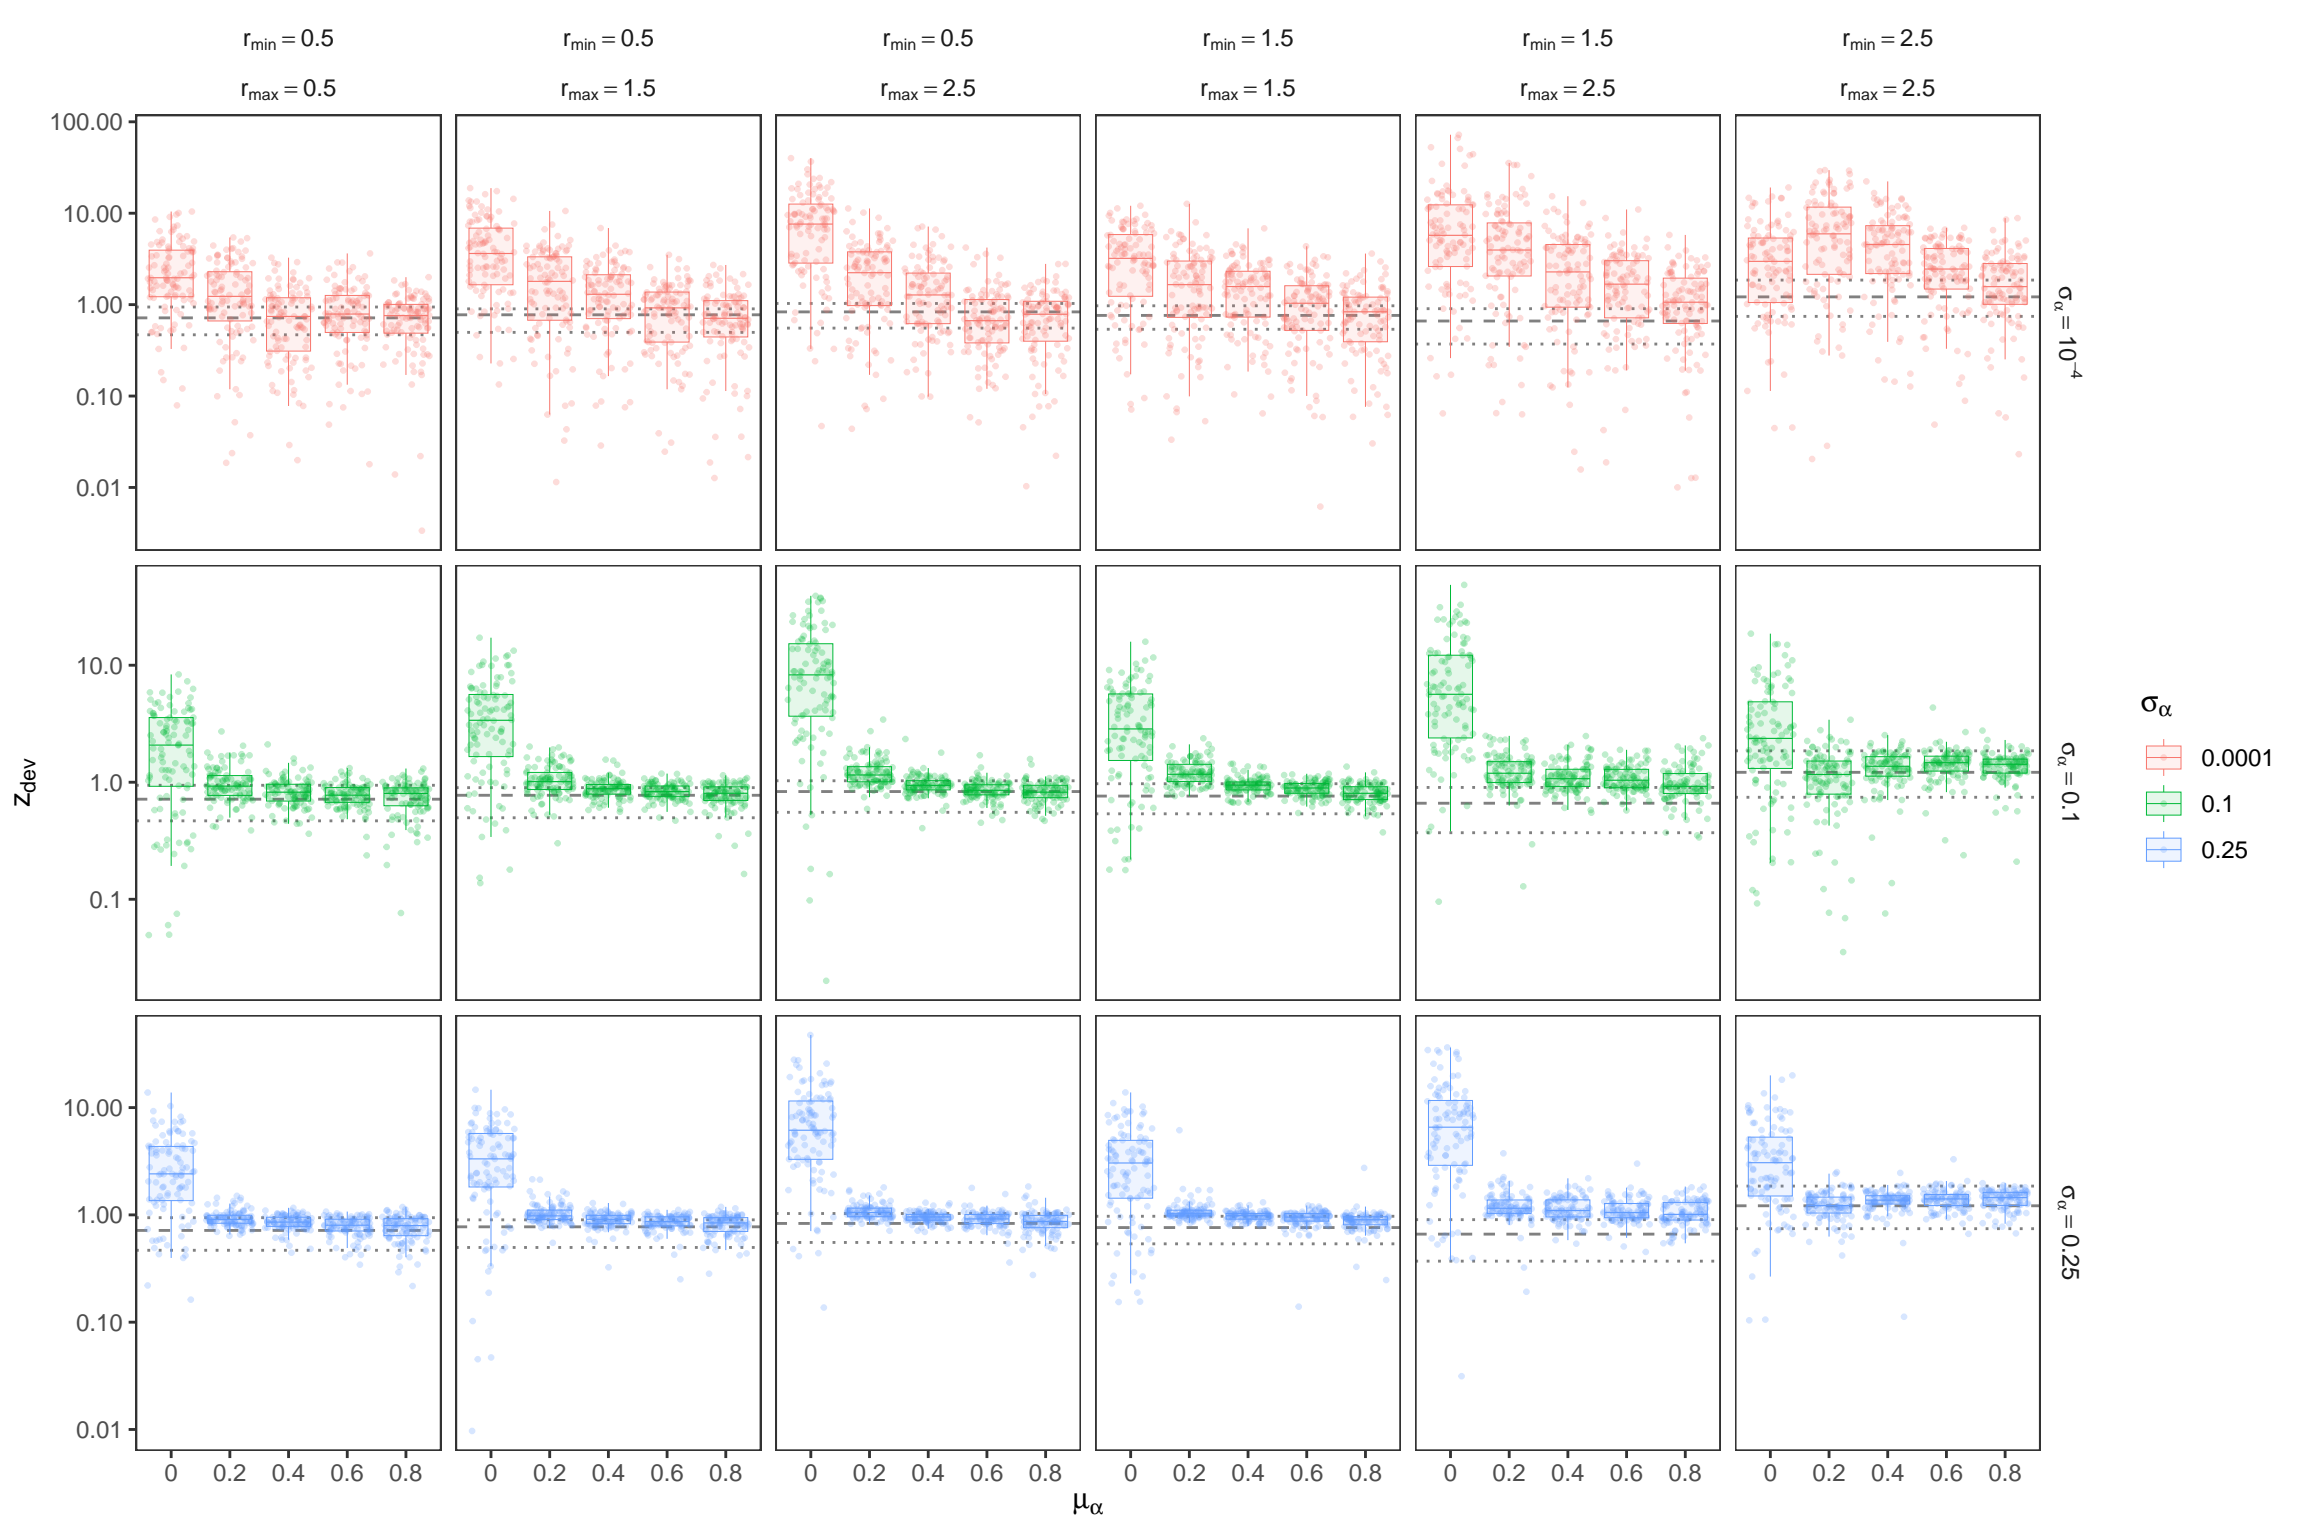 r_min = 0.5 r_min = 0.5 r_min = 0.5 r_min = 1.5 r_min = 1.5 r_min = 2.5
r_max = 0.5 r_max = 1.5 r_max = 2.5 r_max = 1.5 r_max = 2.5 r_max = 2.5
100.00
10.00
1.00
0.10
0.01
σ_α = 10^−4
10.0
1.0
0.1
σ_α = 0.1
10.00
1.00
0.10
0.01
σ_α = 0.25
z_dev
0 0.2 0.4 0.6 0.8 0 0.2 0.4 0.6 0.8 0 0.2 0.4 0.6 0.8 0 0.2 0.4 0.6 0.8 0 0.2 0.4 0.6 0.8 0 0.2 0.4 0.6 0.8
μ_α
σ_α
0.0001
0.1
0.25